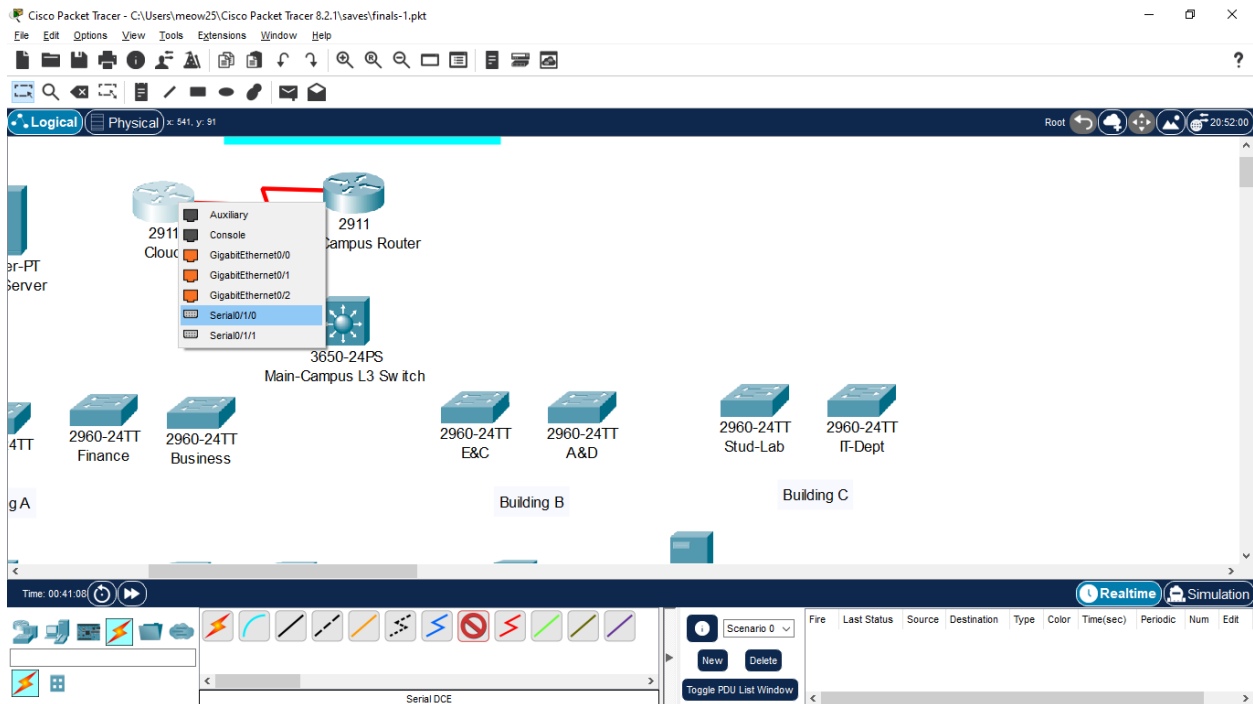 Cisco Packet Tracer - C:\Users\meow25\Cisco Packet Tracer 8.2.1\saves\finals-1.pkt
File Edit Options View Tools Extensions Window Help
?
Logical Physical x: 541, y: 91 Root 20:52:00
2911
Cloud
2911
Campus Router
Auxiliary
Console
GigabitEthernet0/0
GigabitEthernet0/1
GigabitEthernet0/2
Serial0/1/0
Serial0/1/1
er-PT
Server
3650-24PS
Main-Campus L3 Switch
4TT
2960-24TT
Finance
2960-24TT
Business
2960-24TT
E&C
2960-24TT
A&D
2960-24TT
Stud-Lab
2960-24TT
IT-Dept
g A
Building B
Building C
Time: 00:41:08 Realtime Simulation
Scenario 0
New Delete
Toggle PDU List Window
Fire Last Status Source Destination Type Color Time(sec) Periodic Num Edit
Serial DCE